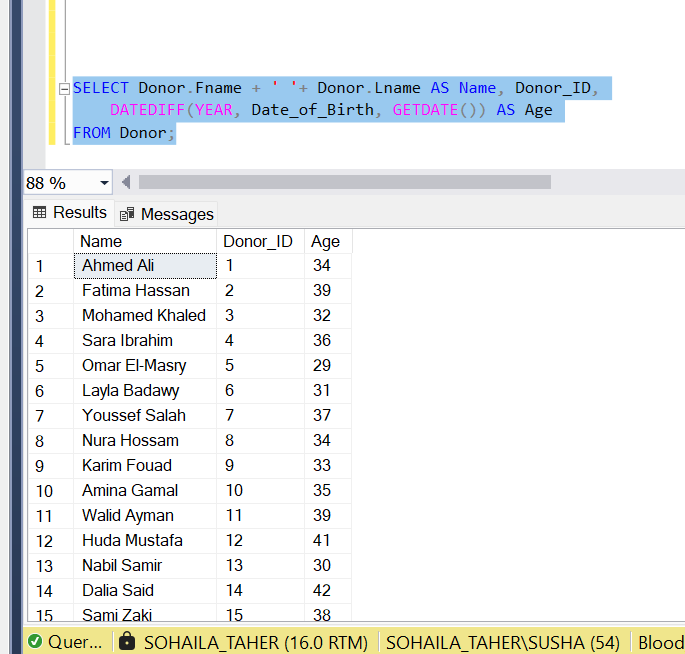 SELECT Donor.Fname + ' '+ Donor.Lname AS Name, Donor_ID,
DATEDIFF(YEAR, Date_of_Birth, GETDATE()) AS Age
FROM Donor;
88 %
Results Messages
Name Donor_ID Age
1 Ahmed Ali 1 34
2 Fatima Hassan 2 39
3 Mohamed Khaled 3 32
4 Sara Ibrahim 4 36
5 Omar El-Masry 5 29
6 Layla Badawy 6 31
7 Youssef Salah 7 37
8 Nura Hossam 8 34
9 Karim Fouad 9 33
10 Amina Gamal 10 35
11 Walid Ayman 11 39
12 Huda Mustafa 12 41
13 Nabil Samir 13 30
14 Dalia Said 14 42
15 Sami Zaki 15 38
Quer... SOHAILA_TAHER (16.0 RTM) SOHAILA_TAHER\SUSHA (54) Blood